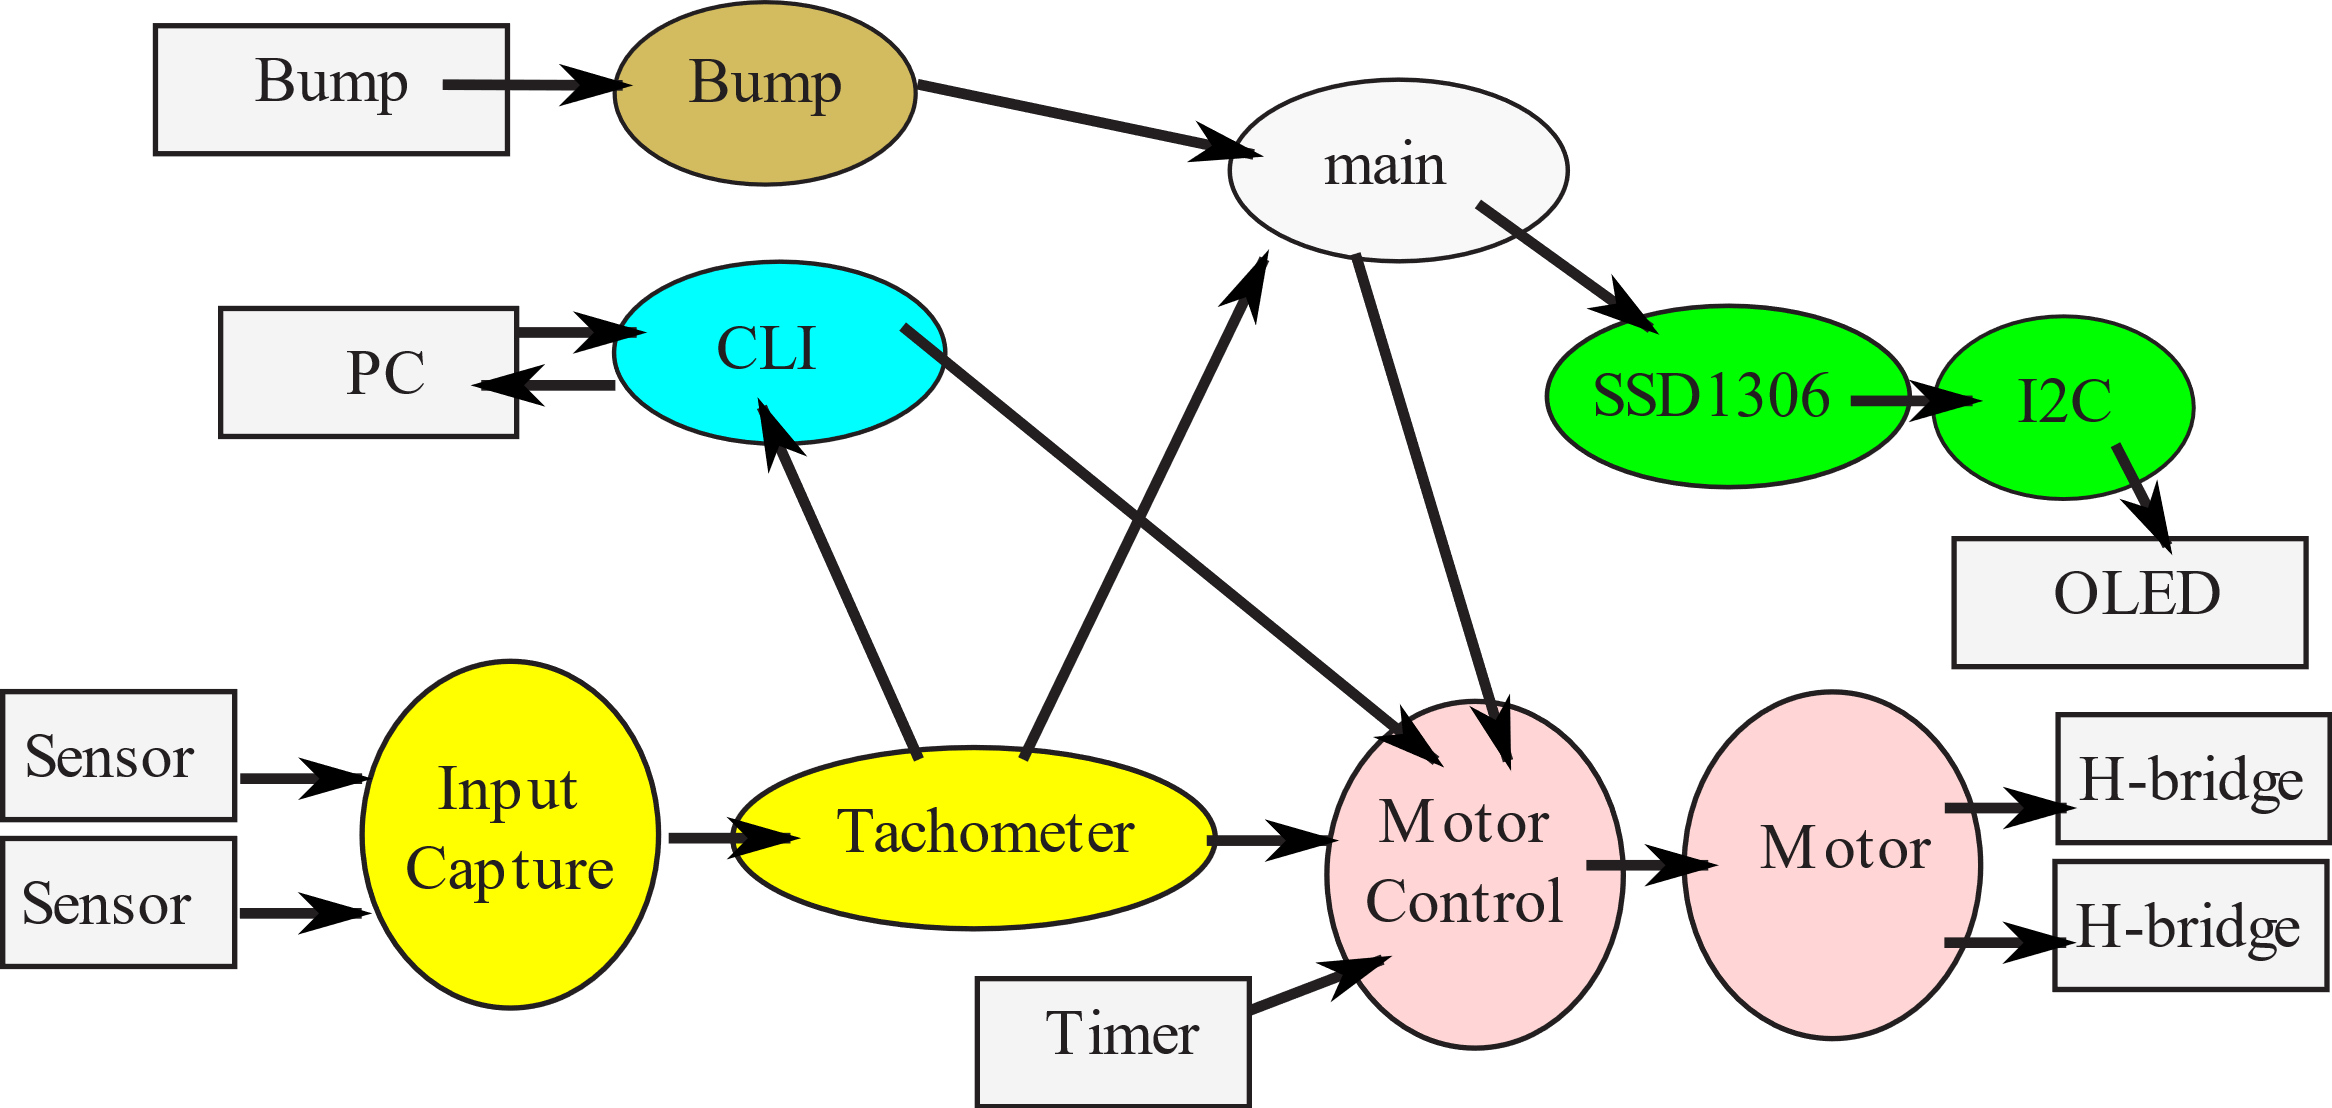 Bump
Bump
main
PC
CLI
SSD1306
I2C
OLED
Sensor
Sensor
Input
Capture
Tachometer
Motor
Control
Motor
H-bridge
H-bridge
Timer